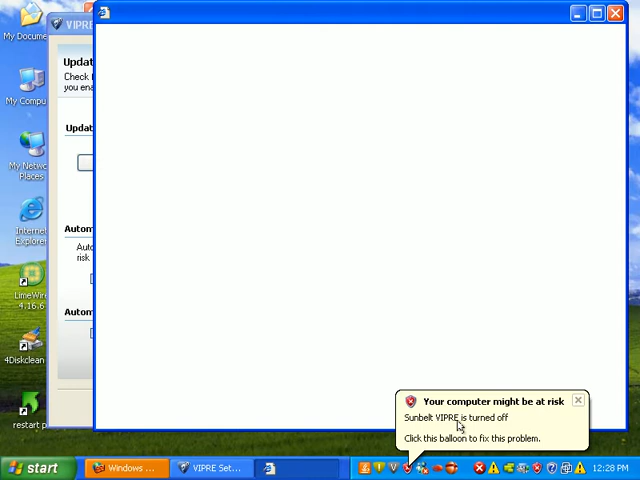 My Docume
VIPRE
Updat
Check f
you ena
My Compu
Updat
My Network
Places
Autom
Auto
risk
Internet
Explorer
LimeWire
4.16.6
Autom
4Diskclean
restart p
Your computer might be at risk
Sunbelt VIPRE is turned off
Click this balloon to fix this problem.
start
Windows ...
VIPRE Set...
12:28 PM